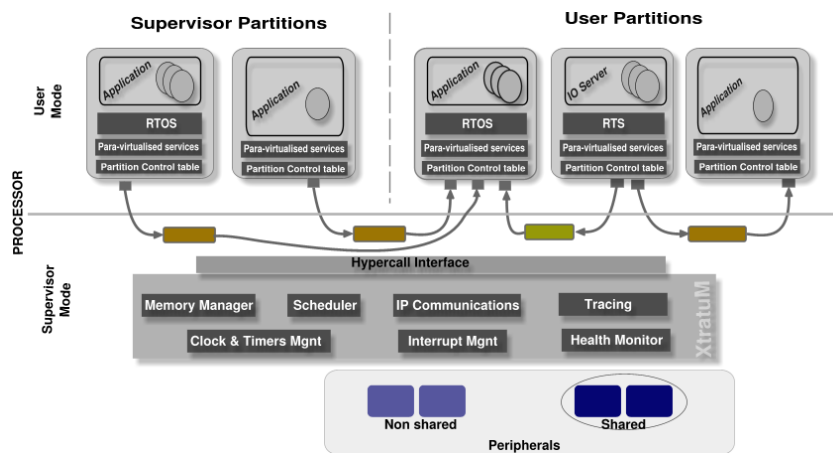 Supervisor Partitions
User Partitions
User Mode
Application
Application
Application
IO Server
Application
RTOS
RTOS
RTS
Para-virtualised services
Para-virtualised services
Para-virtualised services
Para-virtualised services
Para-virtualised services
Partition Control table
Partition Control table
Partition Control table
Partition Control table
Partition Control table
PROCESSOR
Supervisor Mode
Hypercall Interface
Memory Manager
Scheduler
IP Communications
Tracing
Clock & Timers Mgnt
Interrupt Mgnt
Health Monitor
XtratuM
Non shared
Shared
Peripherals